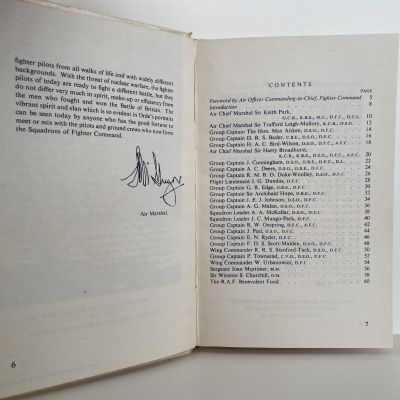 fighter pilots from all walks of life and with widely different
backgrounds. With the threat of nuclear warfare, the fighter
pilots of today are ready to fight a different battle, but they
do not differ very much in spirit, make-up or efficiency from
the men who fought and won the Battle of Britain. The
vibrant spirit and elan which is so evident in Orde's portraits
can be seen today by anyone who has the good fortune to
meet or mix with the pilots and ground crews who now form
the Squadrons of Fighter Command.
Air Marshal.
6
CONTENTS
PAGE
Foreword by Air Officer Commanding-in-Chief, Fighter Command 5
Introduction 8
Air Chief Marshal Sir Keith Park,
G.C.B., K.B.E., M.C., D.F.C., D.C.L. 10
Air Chief Marshal Sir Trafford Leigh-Mallory, K.C.B., D.S.O. 12
Group Captain The Hon. Max Aitken, D.S.O., D.F.C. 14
Group Captain D. R. S. Bader, C.B.E., D.S.O., D.F.C. 16
Group Captain H. A. C. Bird-Wilson, D.S.O., D.F.C., A.F.C. 18
Air Chief Marshal Sir Harry Broadhurst,
K.C.B., K.B.E., D.S.O., D.F.C., A.F.C. 20
Group Captain J. Cunningham, D.S.O., O.B.E., D.F.C., D.L. 22
Group Captain A. C. Deere, D.S.O., O.B.E., D.F.C. 24
Group Captain R. M. B. D. Duke-Woolley, D.S.O., D.F.C. 26
Flight Lieutenant J. G. Dundas, D.F.C. 28
Group Captain G. R. Edge, O.B.E., D.F.C. 30
Group Captain Sir Archibald Hope, O.B.E., D.F.C. 32
Group Captain J. E. J. Johnson, D.S.O., D.F.C. 34
Group Captain A. G. Malan, D.S.O., D.F.C. 36
Squadron Leader A. A. McKellar, D.S.O., D.F.C. 38
Squadron Leader J. C. Mungo-Park, D.F.C. 40
Group Captain R. W. Oxspring, D.F.C., A.F.C. 42
Group Captain J. Peel, D.S.O., D.F.C. 44
Group Captain E. N. Ryder, D.F.C. 46
Group Captain F. D. S. Scott-Malden, D.S.O., D.F.C. 48
Wing Commander R. R. S. Stanford-Tuck, D.S.O., D.F.C. 50
Group Captain P. Townsend, C.V.O., D.S.O., D.F.C. 52
Wing Commander W. Urbanowicz, D.F.C. 54
Sergeant Joan Mortimer, M.M. 56
Sir Winston S. Churchill, O.M. 58
The R.A.F. Benevolent Fund 60
7